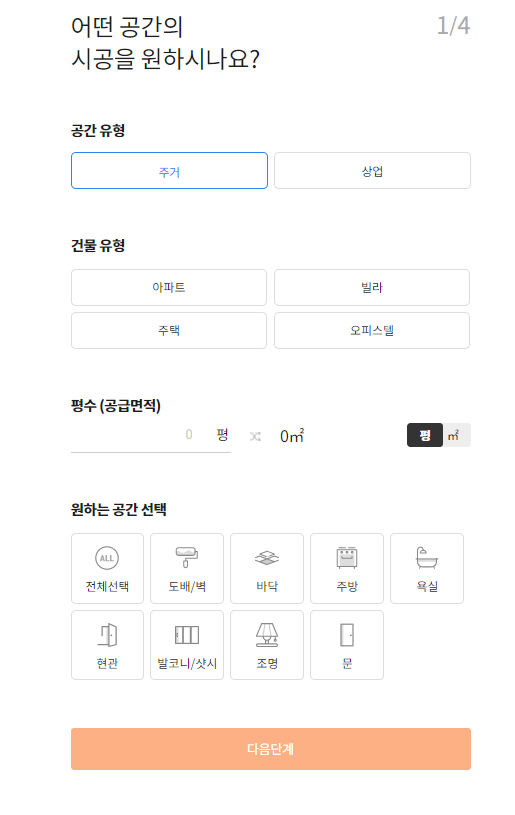 어떤 공간의
1/4
시공을 원하시나요?
공간 유형
주거
상업
건물 유형
아파트
빌라
주택
오피스텔
평수 (공급면적)
0 평
0㎡
평
㎡
원하는 공간 선택
ALL
전체선택
도배/벽
바닥
주방
욕실
현관
발코니/샷시
조명
문
다음단계